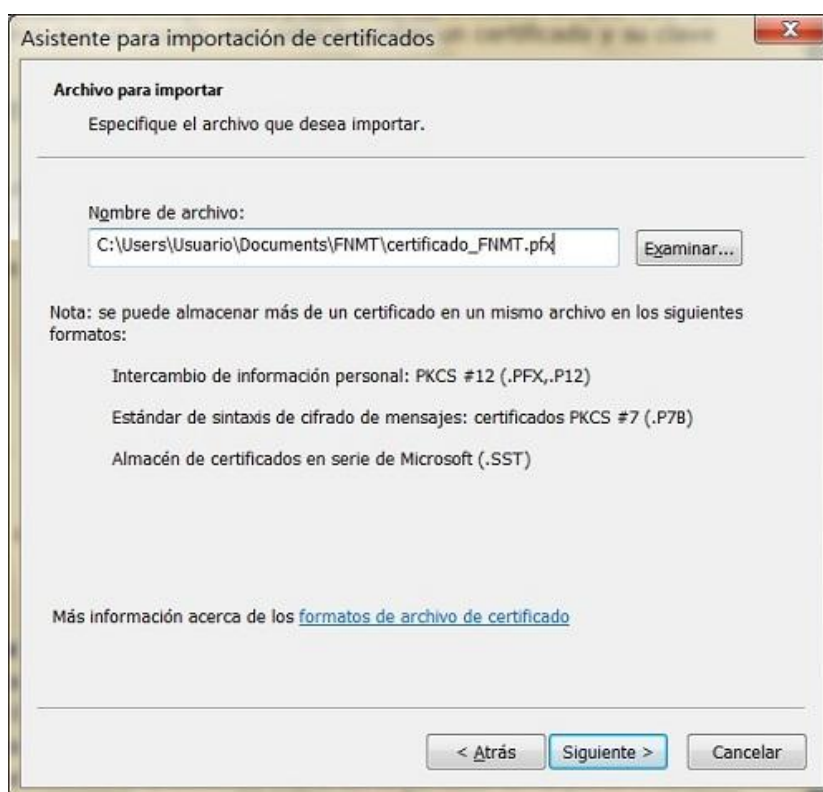 Asistente para importación de certificados
Archivo para importar
Especifique el archivo que desea importar.
Nombre de archivo:
C:\Users\Usuario\Documents\FNMT\certificado_FNMT.pfx
Examinar...
Nota: se puede almacenar más de un certificado en un mismo archivo en los siguientes
formatos:
Intercambio de información personal: PKCS #12 (.PFX,.P12)
Estándar de sintaxis de cifrado de mensajes: certificados PKCS #7 (.P7B)
Almacén de certificados en serie de Microsoft (.SST)
Más información acerca de los formatos de archivo de certificado
< Atrás
Siguiente >
Cancelar